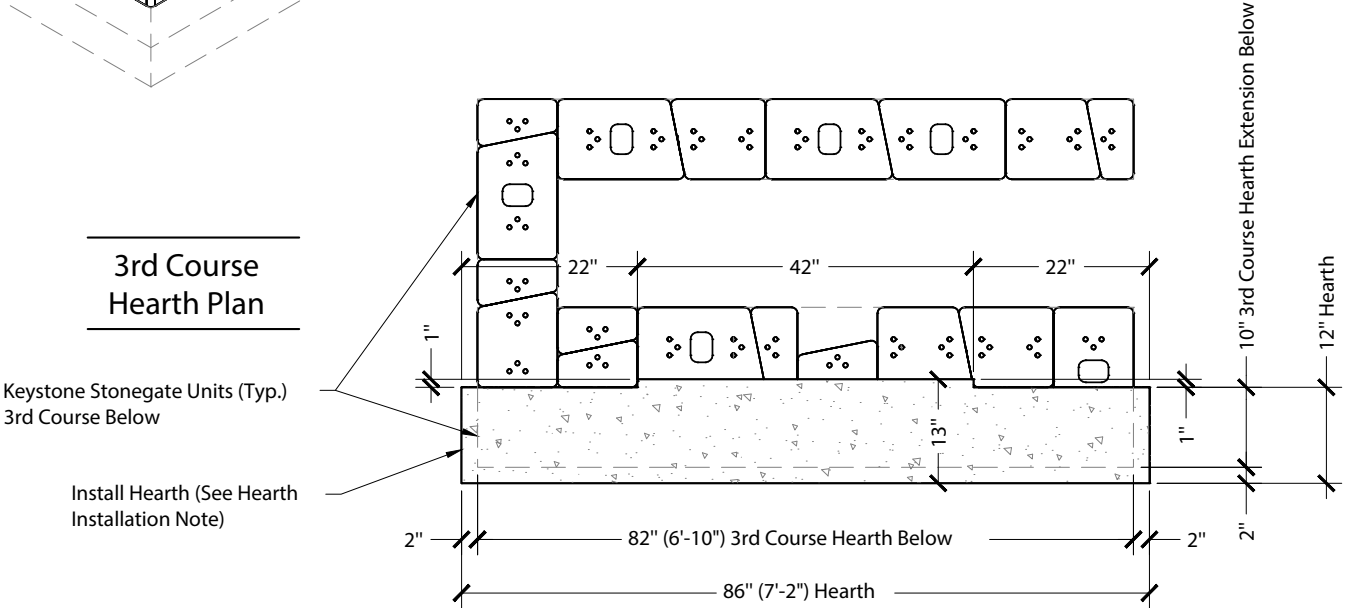 10" 3rd Course Hearth Extension Below
12" Hearth
3rd Course
Hearth Plan
22"
42"
22"
1"
Keystone Stonegate Units (Typ.)
3rd Course Below
13"
1"
Install Hearth (See Hearth
Installation Note)
2"
82" (6'-10") 3rd Course Hearth Below
2"
2"
86" (7'-2") Hearth